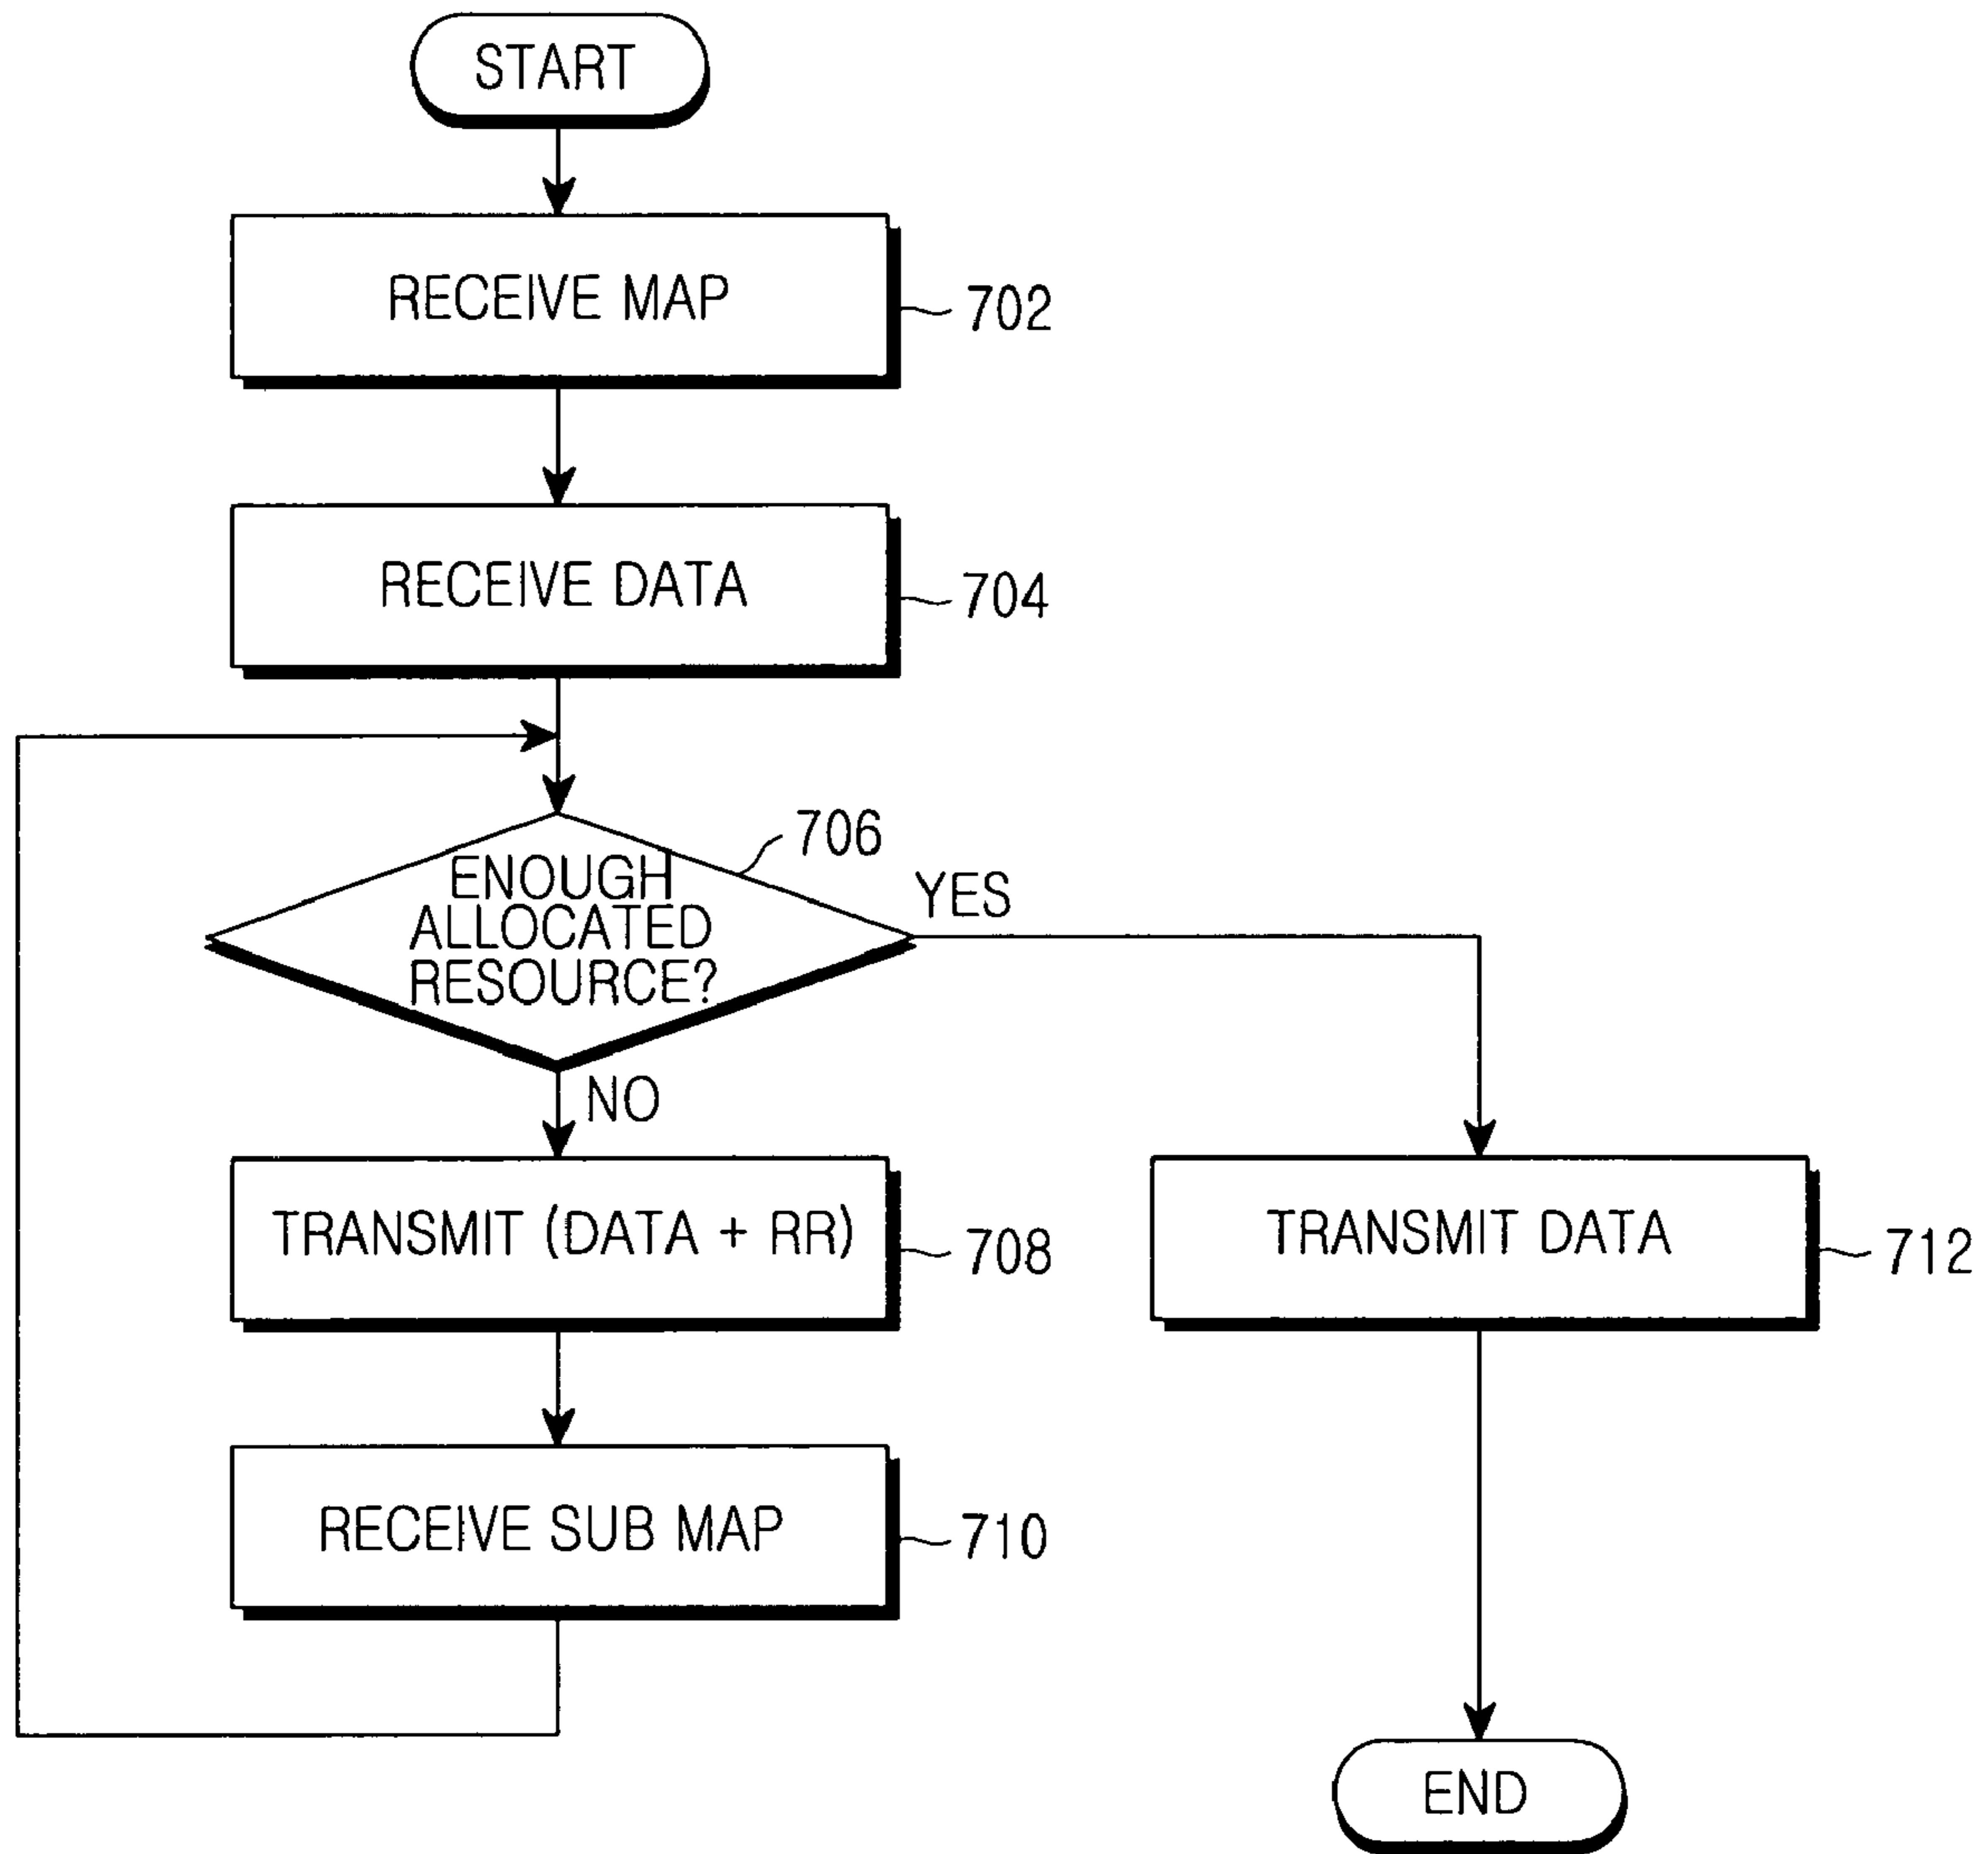 START
RECEIVE MAP
702
RECEIVE DATA
704
706
ENOUGH
ALLOCATED
RESOURCE?
YES
NO
TRANSMIT (DATA + RR)
708
TRANSMIT DATA
712
RECEIVE SUB MAP
710
END